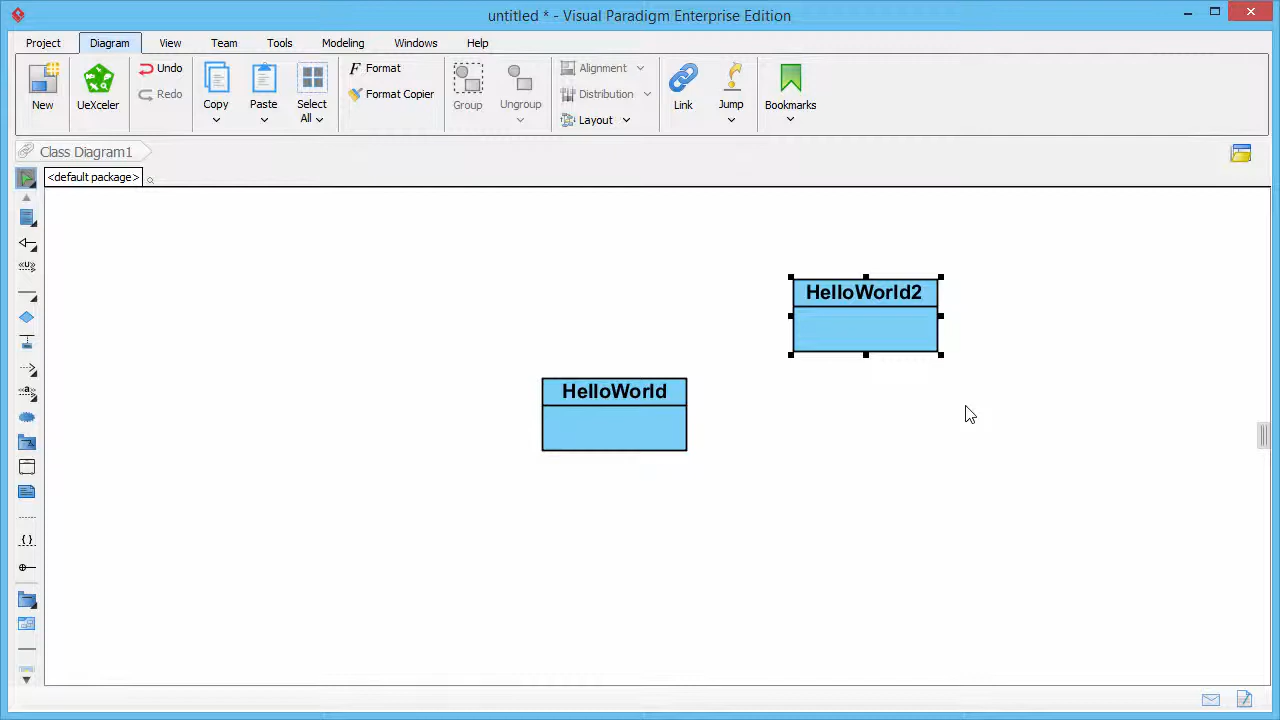 untitled * - Visual Paradigm Enterprise Edition
Project Diagram View Team Tools Modeling Windows Help
New
UeXceler
Undo
Redo
Copy
Paste
Select
All
F Format
Format Copier
Group
Ungroup
Alignment
Distribution
Layout
Link
Jump
Bookmarks
Class Diagram1
<default package>
HelloWorld2
HelloWorld
«u»
«a»
{ }